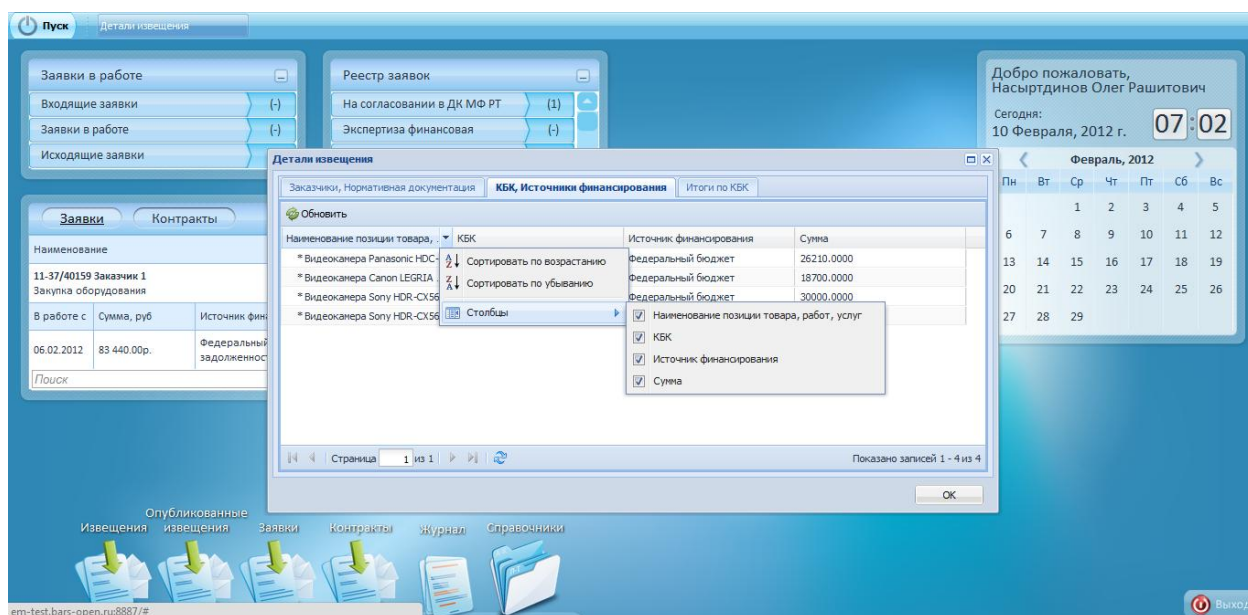 Пуск
Детали извещения
Заявки в работе
Входящие заявки (-)
Заявки в работе (-)
Исходящие заявки
Реестр заявок
На согласовании в ДК МФ РТ (1)
Экспертиза финансовая (-)
Добро пожаловать,
Насыртдинов Олег Рашитович
Сегодня:
10 Февраля, 2012 г.
07:02
Февраль, 2012
Пн Вт Ср Чт Пт Сб Вс
1 2 3 4 5
6 7 8 9 10 11 12
13 14 15 16 17 18 19
20 21 22 23 24 25 26
27 28 29
Заявки Контракты
Наименование
11-37/40159 Заказчик 1
Закупка оборудования
В работе с Сумма, руб Источник фин
06.02.2012 83 440.00р. Федеральный
задолженнос
Поиск
Детали извещения
Заказчики, Нормативная документация КБК, Источники финансирования Итоги по КБК
Обновить
Наименование позиции товара, . КБК Источник финансирования Сумма
* Видеокамера Panasonic HDC- Федеральный бюджет 26210.0000
* Видеокамера Canon LEGRIA Федеральный бюджет 18700.0000
* Видеокамера Sony HDR-CX56 Федеральный бюджет 30000.0000
* Видеокамера Sony HDR-CX56
Сортировать по возрастанию
Сортировать по убыванию
Столбцы
Наименование позиции товара, работ, услуг
КБК
Источник финансирования
Сумма
Страница 1 из 1
Показано записей 1 - 4 из 4
OK
Извещения
Опубликованные
извещения
Заявки
Контракты
Журнал
Справочники
em-test.bars-open.ru:8887/#
Выход